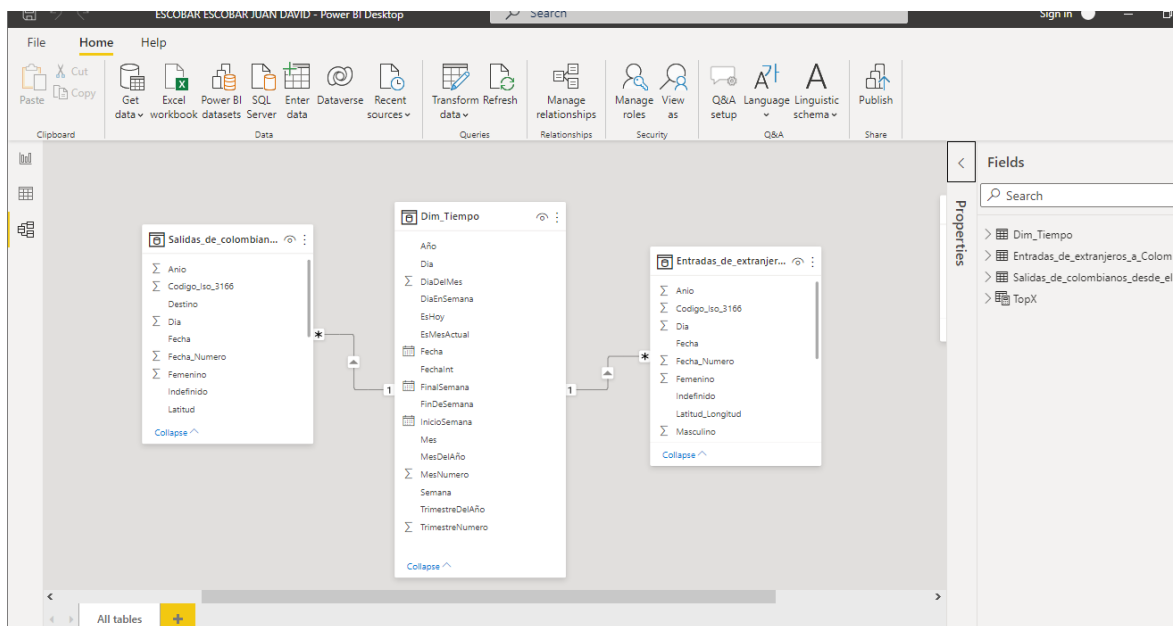 ESCOBAR ESCOBAR JUAN DAVID - Power BI Desktop
Search
Sign in
File Home Help
Paste
Cut
Copy
Clipboard
Get data
Excel workbook
Power BI datasets
SQL Server
Enter data
Dataverse
Recent sources
Data
Transform data
Refresh
Queries
Manage relationships
Relationships
Manage roles
View as
Security
Q&A setup
Language
Linguistic schema
Q&A
Publish
Share
Salidas_de_colombian...
Anio
Codigo_Iso_3166
Destino
Dia
Fecha
Fecha_Numero
Femenino
Indefinido
Latitud
Collapse
*
1
Dim_Tiempo
Año
Dia
DiaDelMes
DiaEnSemana
EsHoy
EsMesActual
Fecha
FechaInt
FinalSemana
FinDeSemana
InicioSemana
Mes
MesDelAño
MesNumero
Semana
TrimestreDelAño
TrimestreNumero
Collapse
1
*
Entradas_de_extranjer...
Anio
Codigo_Iso_3166
Dia
Fecha
Fecha_Numero
Femenino
Indefinido
Latitud_Longitud
Masculino
Collapse
Properties
Fields
Search
Dim_Tiempo
Entradas_de_extranjeros_a_Colom
Salidas_de_colombianos_desde_el
TopX
All tables
+